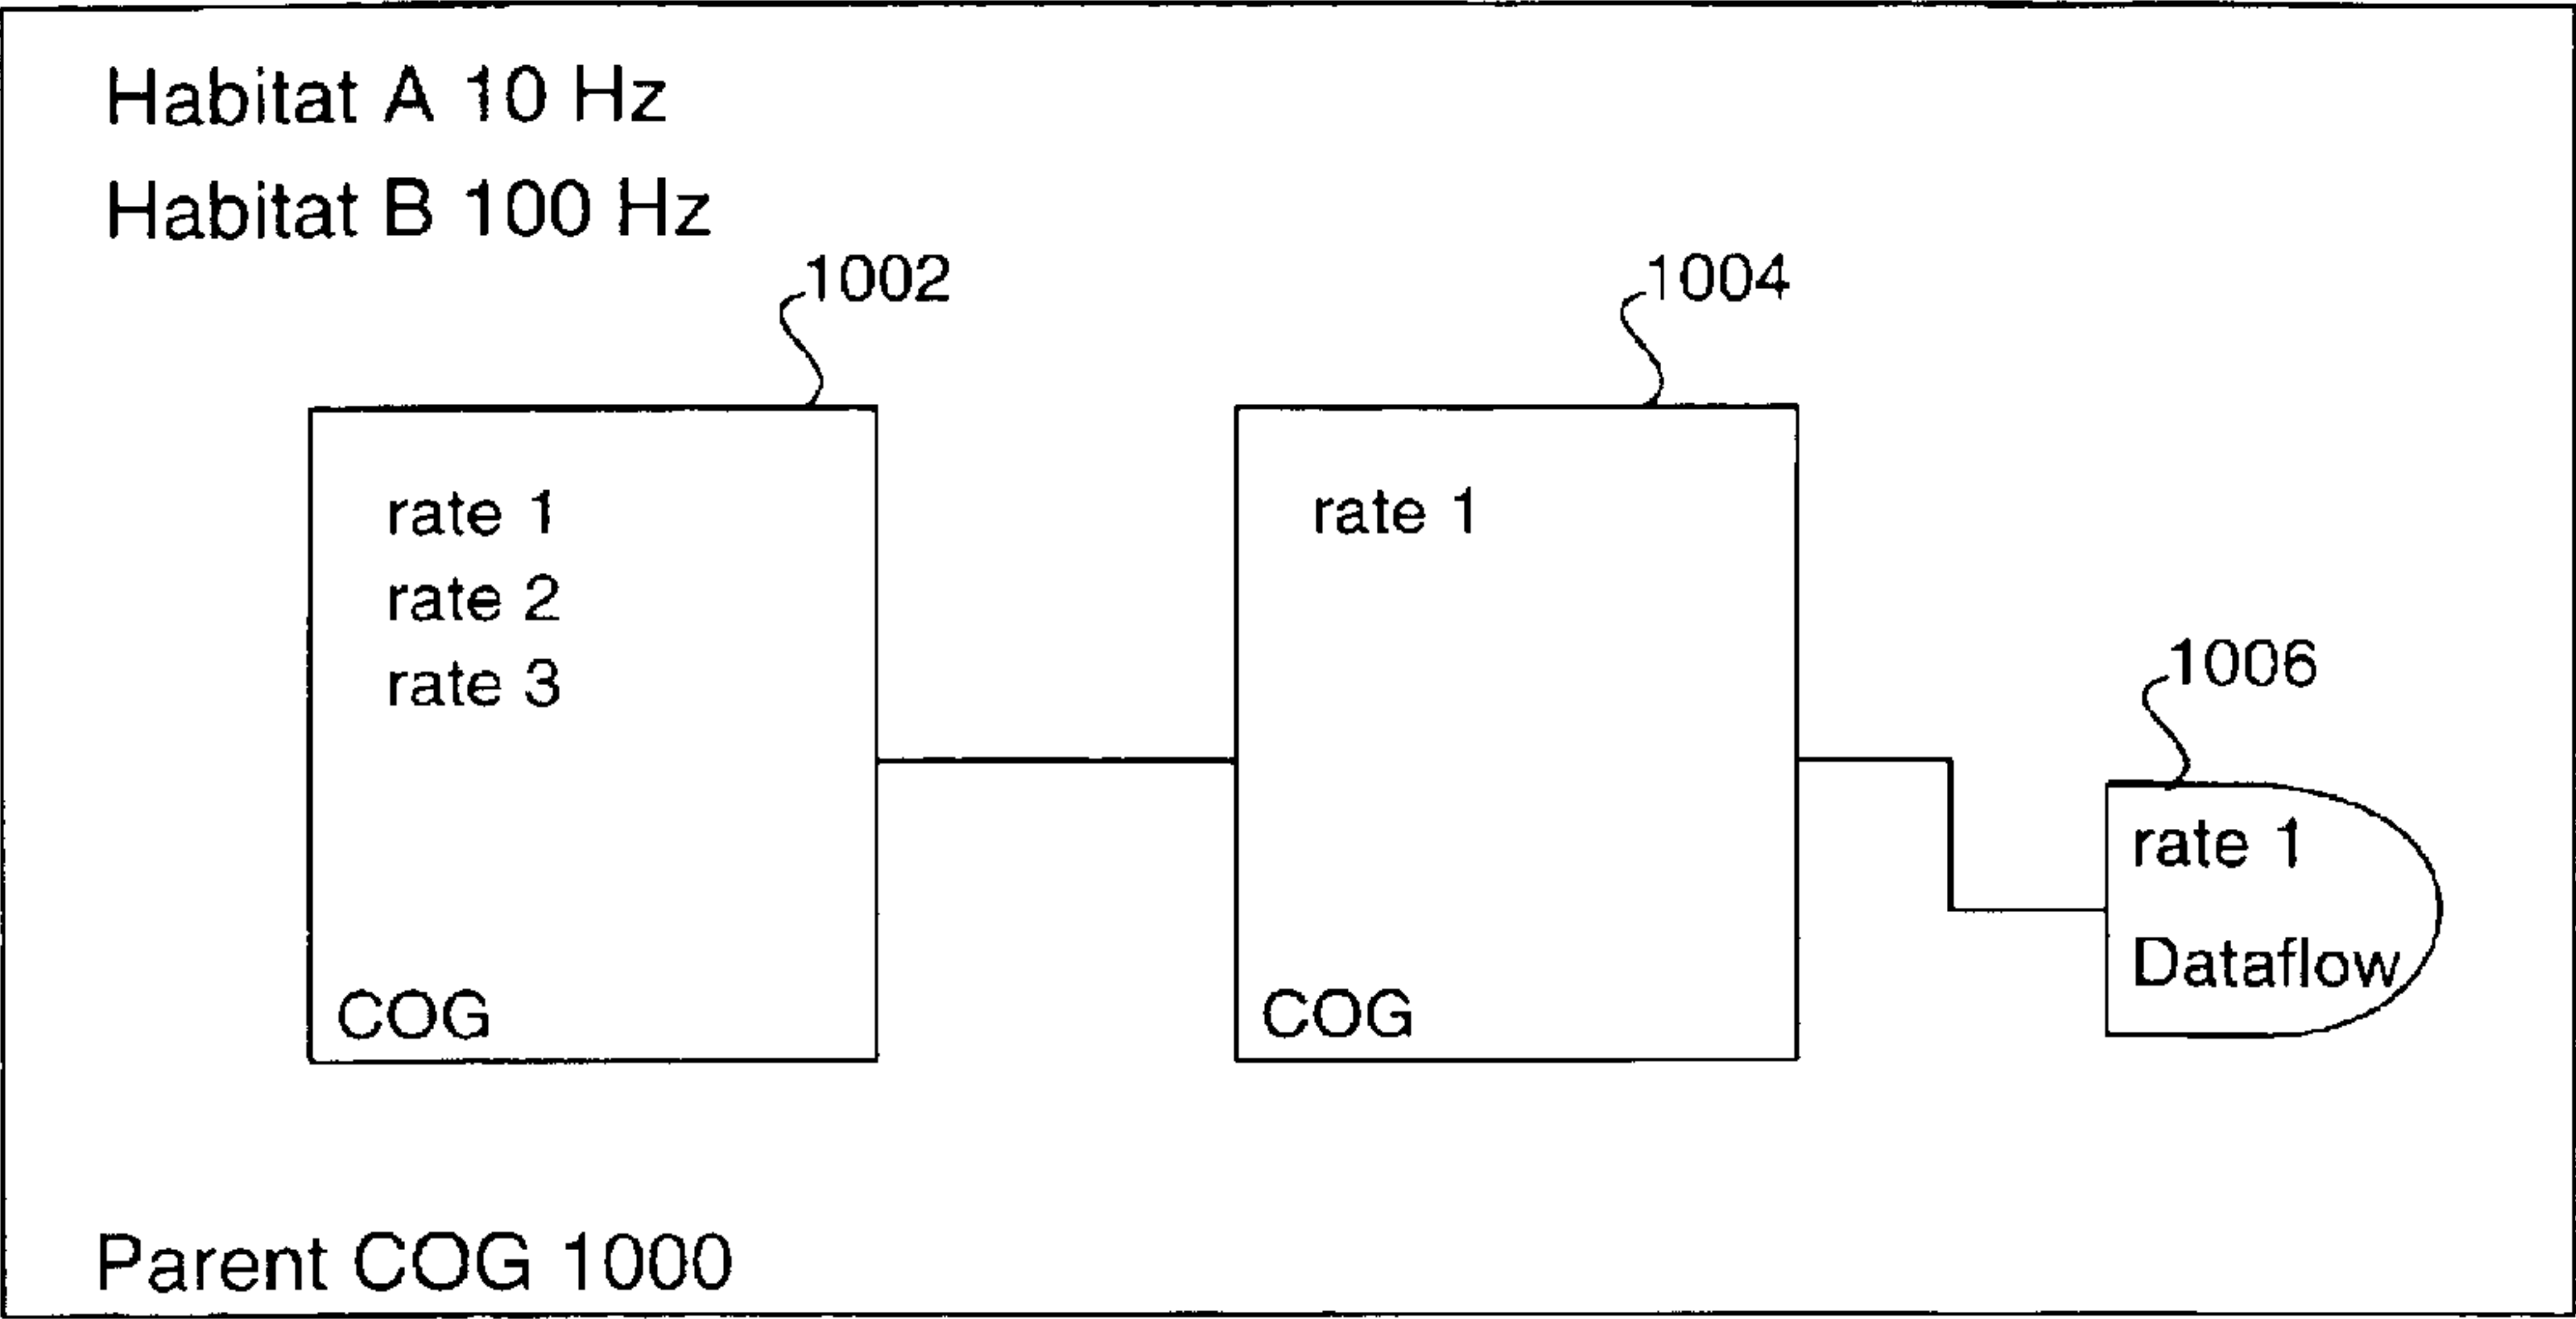 Habitat A 10 Hz
Habitat B 100 Hz
1002
1004
rate 1
rate 2
rate 3
COG
rate 1
COG
1006
rate 1
Dataflow
Parent COG 1000